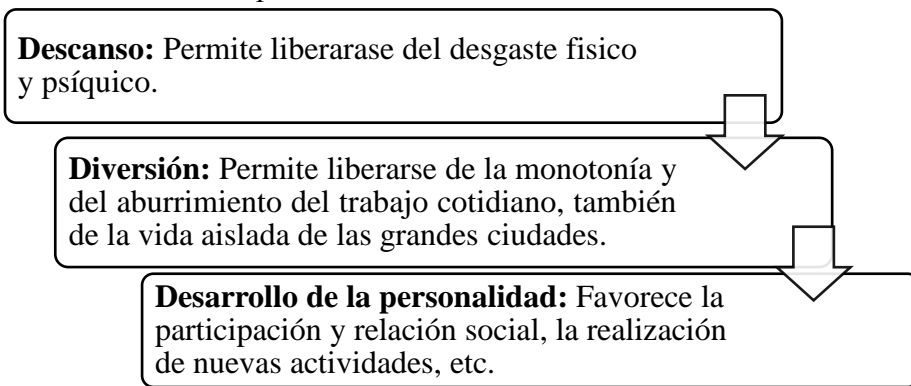 Descanso: Permite liberarase del desgaste fisico
y psíquico.
Diversión: Permite liberarse de la monotonía y
del aburrimiento del trabajo cotidiano, también
de la vida aislada de las grandes ciudades.
Desarrollo de la personalidad: Favorece la
participación y relación social, la realización
de nuevas actividades, etc.